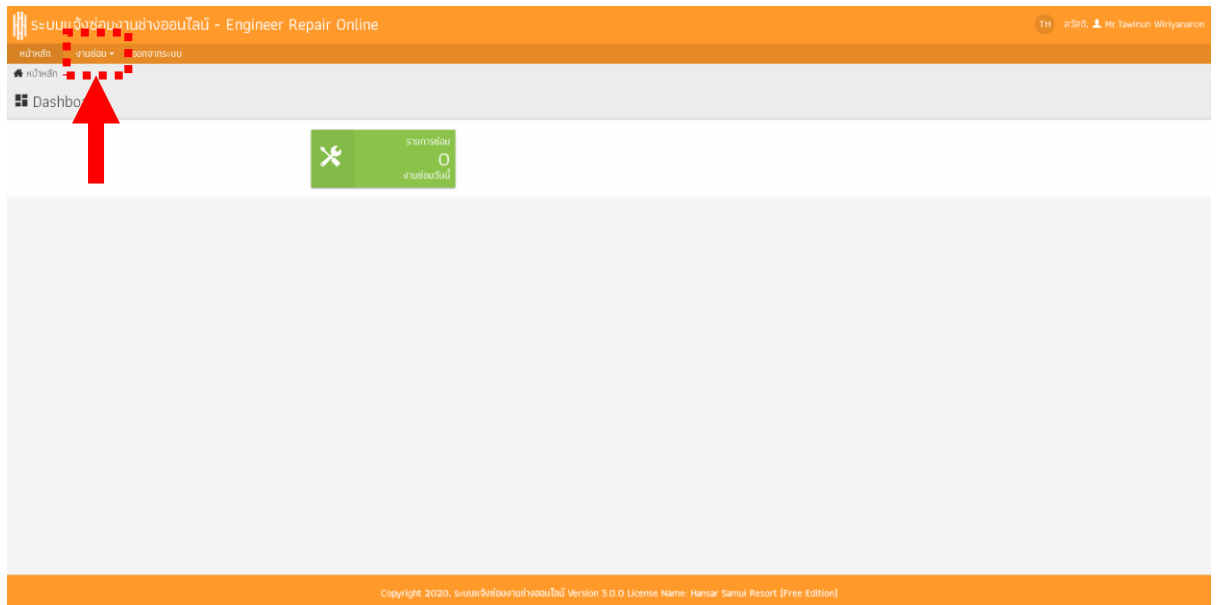 ระบบแจ้งซ่อมงานช่างออนไลน์ - Engineer Repair Online
TH สวัสดี, Mr.Tawinun Wiriyananon
หน้าหลัก งานซ่อม ออกจากระบบ
หน้าหลัก
Dashbo
รายการซ่อม
0
งานซ่อมวันนี้
Copyright 2020, ระบบแจ้งซ่อมงานช่างออนไลน์ Version 3.0.0 License Name: Hansar Samui Resort [Free Edition]